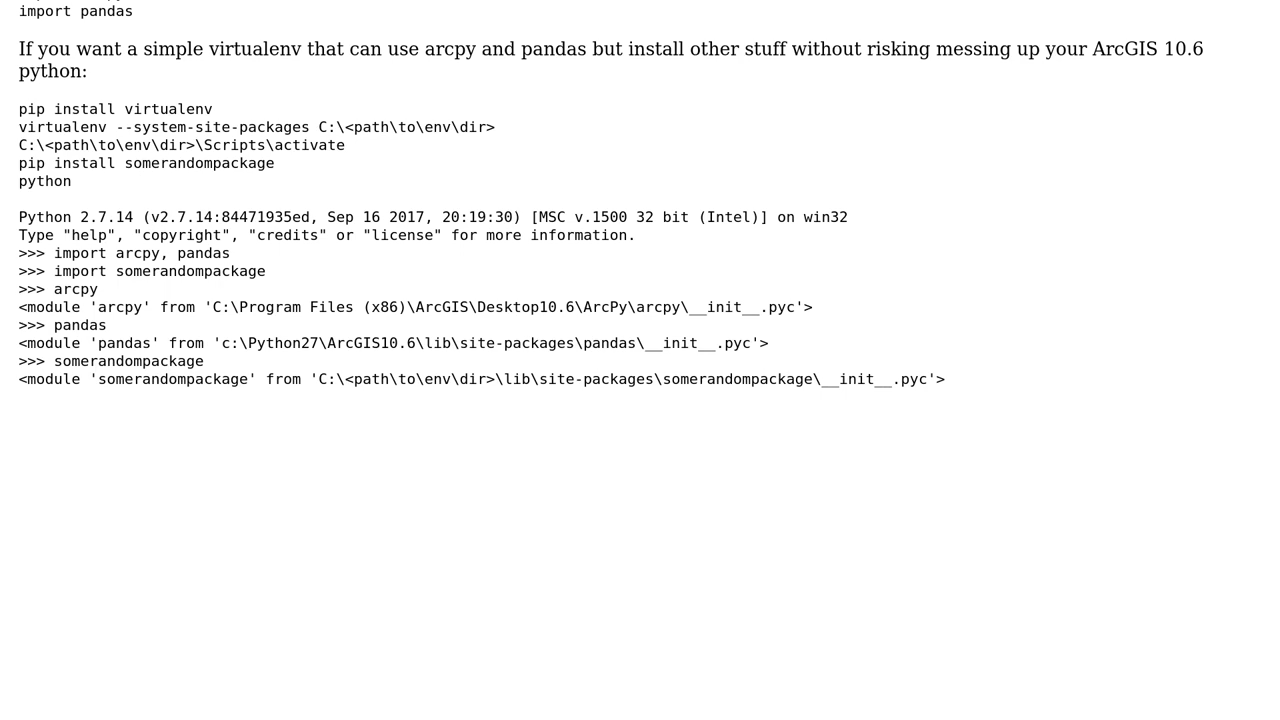 import pandas
If you want a simple virtualenv that can use arcpy and pandas but install other stuff without risking messing up your ArcGIS 10.6
python:
pip install virtualenv
virtualenv --system-site-packages C:\<path\to\env\dir>
C:\<path\to\env\dir>\Scripts\activate
pip install somerandompackage
python
Python 2.7.14 (v2.7.14:84471935ed, Sep 16 2017, 20:19:30) [MSC v.1500 32 bit (Intel)] on win32
Type "help", "copyright", "credits" or "license" for more information.
>>> import arcpy, pandas
>>> import somerandompackage
>>> arcpy
<module 'arcpy' from 'C:\Program Files (x86)\ArcGIS\Desktop10.6\ArcPy\arcpy\__init__.pyc'>
>>> pandas
<module 'pandas' from 'c:\Python27\ArcGIS10.6\lib\site-packages\pandas\__init__.pyc'>
>>> somerandompackage
<module 'somerandompackage' from 'C:\<path\to\env\dir>\lib\site-packages\somerandompackage\__init__.pyc'>